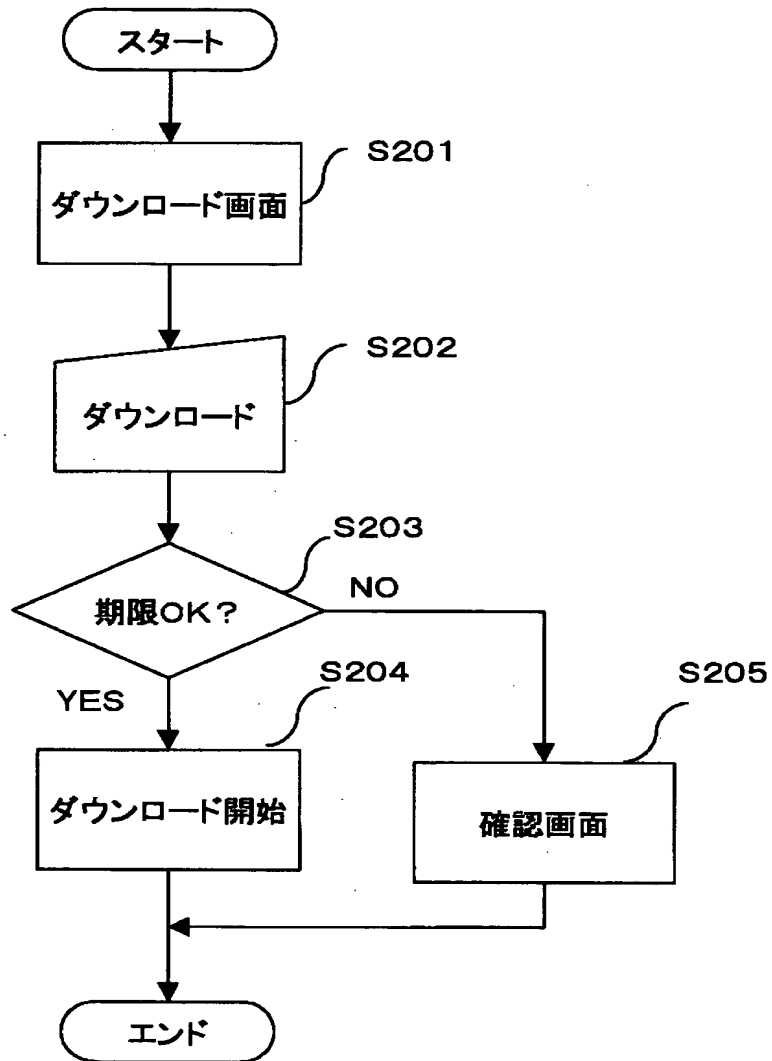 スタート
S201
ダウンロード画面
S202
ダウンロード
S203
期限OK?
NO
YES
S204
S205
ダウンロード開始
確認画面
エンド